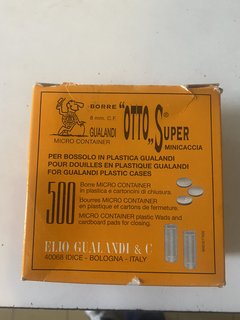 BORRE "OTTO„ SUPER
8 mm. C.F.
GUALANDI
MINICACCIA
MICRO CONTAINER
PER BOSSOLO IN PLASTICA GUALANDI
POUR DOUILLES EN PLASTIQUE GUALANDI
FOR GUALANDI PLASTIC CASES
500
Borre MICRO CONTAINER
in plastica e cartoncini di chiusura.
Bourres MICRO CONTAINER
en plastique et cartons de fermeture.
MICRO CONTAINER plastic Wads and
cardboard pads for closing.
ELIO GUALANDI & C
40068 IDICE - BOLOGNA - ITALY